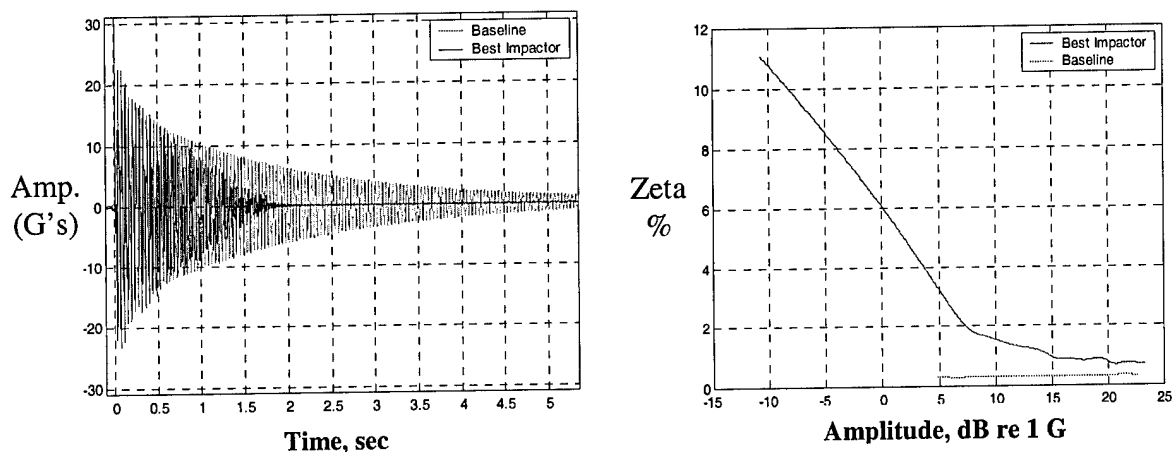 30
20
10
0
-10
-20
-30
Amp.
(G's)
Baseline
Best Impactor
0 0.5 1 1.5 2 2.5 3 3.5 4 4.5 5
Time, sec
12
10
8
6
4
2
0
Zeta
%
Best Impactor
Baseline
-15 -10 -5 0 5 10 15 20 25
Amplitude, dB re 1 G